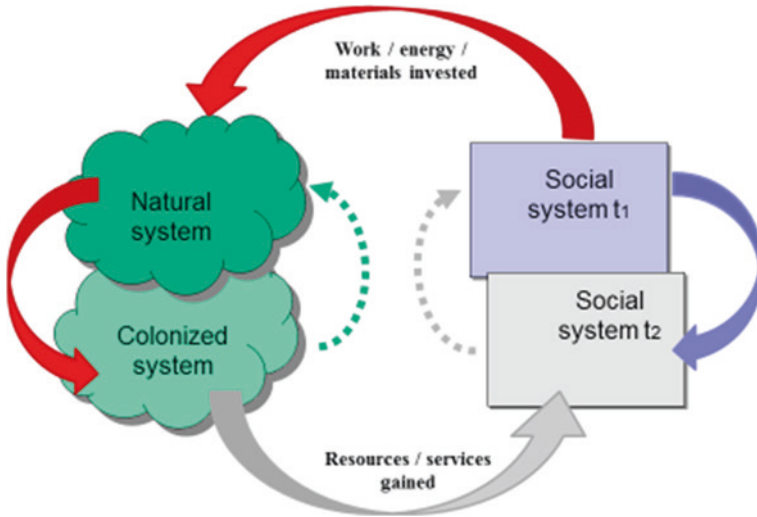 Work / energy /
materials invested
Natural
system
Social
system t1
Colonized
system
Social
system t2
Resources / services
gained